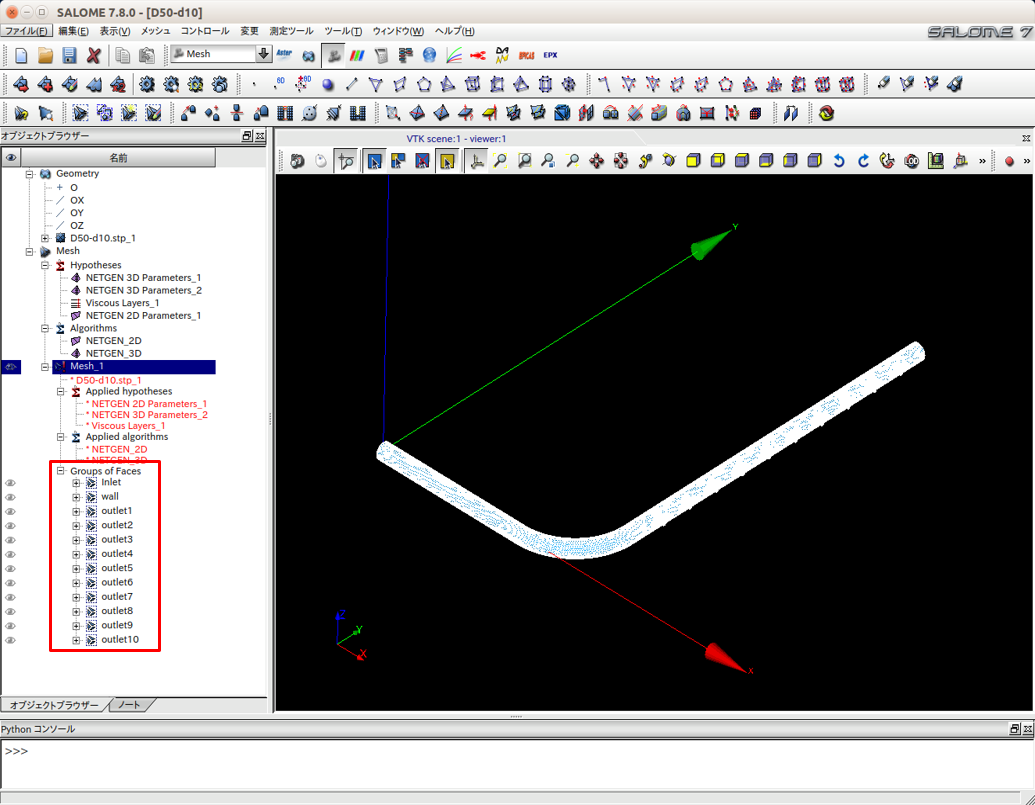 SALOME 7.8.0 - [D50-d10]
ファイル(F) 編集(E) 表示(V) メッシュ コントロール 変更 測定ツール ツール(T) ウィンドウ(W) ヘルプ(H)
SALOME 7
Mesh
EPX
オブジェクトブラウザー
VTK scene:1 - viewer:1
名前
Geometry
O
OX
OY
OZ
D50-d10.stp_1
Mesh
Hypotheses
NETGEN 3D Parameters_1
NETGEN 3D Parameters_2
Viscous Layers_1
NETGEN 2D Parameters_1
Algorithms
NETGEN_2D
NETGEN_3D
Mesh_1
* D50-d10.stp_1
Applied hypotheses
* NETGEN 2D Parameters_1
* NETGEN 3D Parameters_2
* Viscous Layers_1
Applied algorithms
* NETGEN_2D
* NETGEN_3D
Groups of Faces
Inlet
wall
outlet1
outlet2
outlet3
outlet4
outlet5
outlet6
outlet7
outlet8
outlet9
outlet10
Y
X
Z
Y
X
オブジェクトブラウザー ノート
Python コンソール
>>>